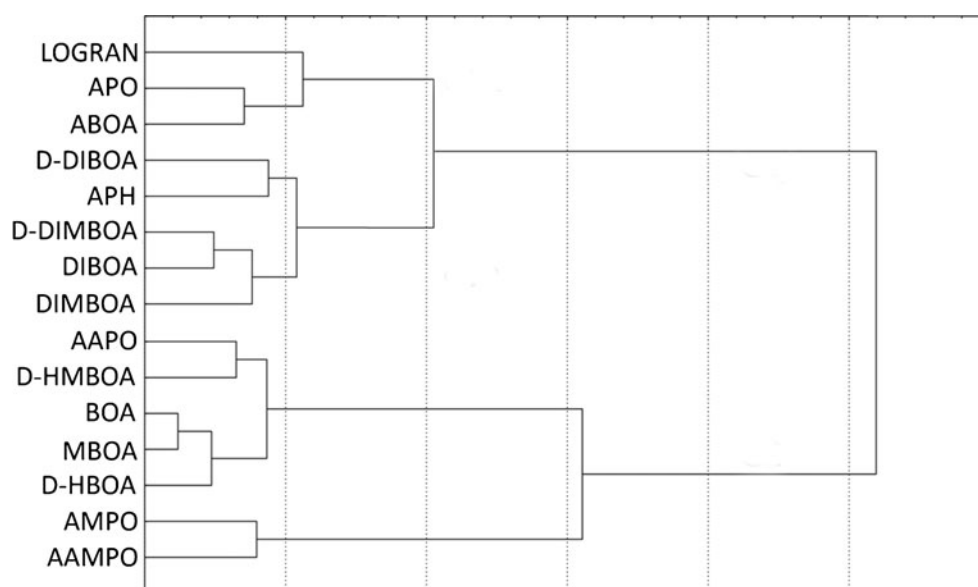 LOGRAN
APO
ABOA
D-DIBOA
APH
D-DIMBOA
DIBOA
DIMBOA
AAPO
D-HMBOA
BOA
MBOA
D-HBOA
AMPO
AAMPO